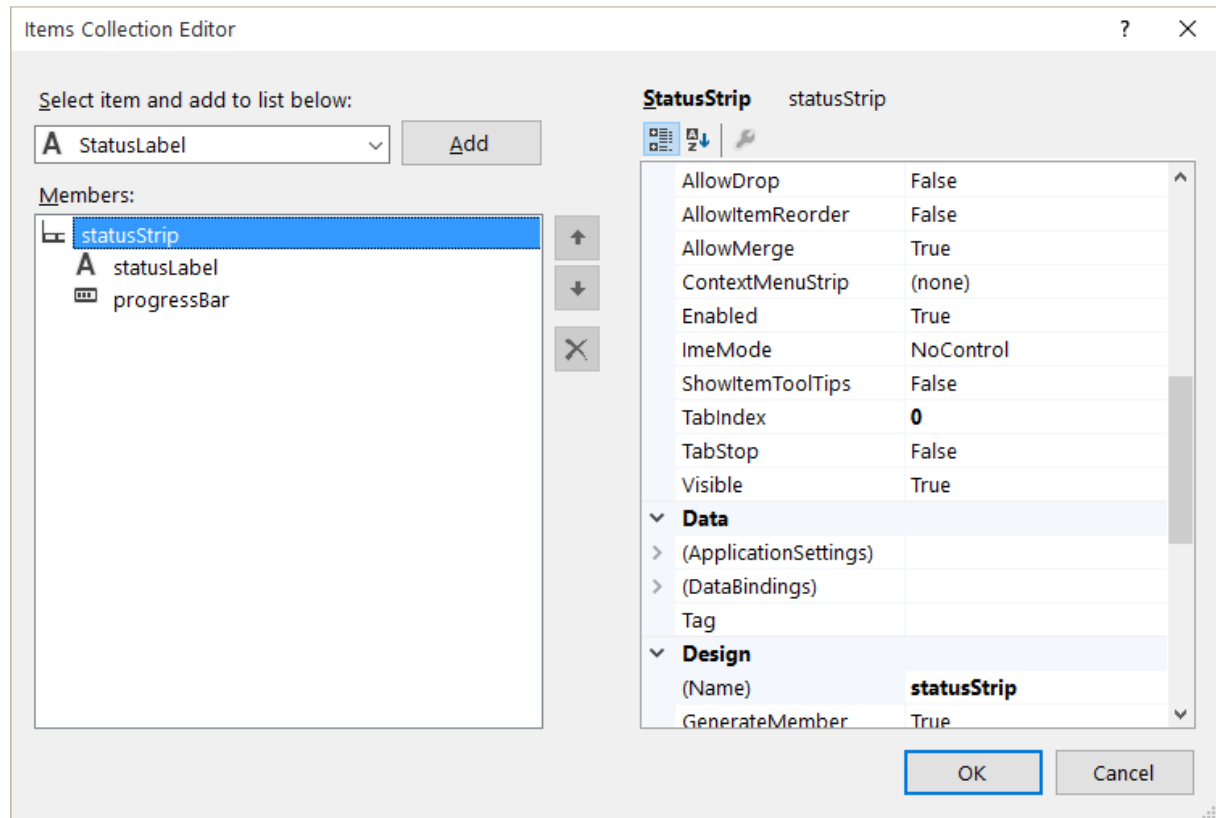 Items Collection Editor ?
Select item and add to list below:
A StatusLabel Add
Members:
statusStrip
A statusLabel
progressBar
StatusStrip statusStrip
AllowDrop False
AllowItemReorder False
AllowMerge True
ContextMenuStrip (none)
Enabled True
ImeMode NoControl
ShowItemToolTips False
TabIndex 0
TabStop False
Visible True
Data
(ApplicationSettings)
(DataBindings)
Tag
Design
(Name) statusStrip
GenerateMember True
OK Cancel